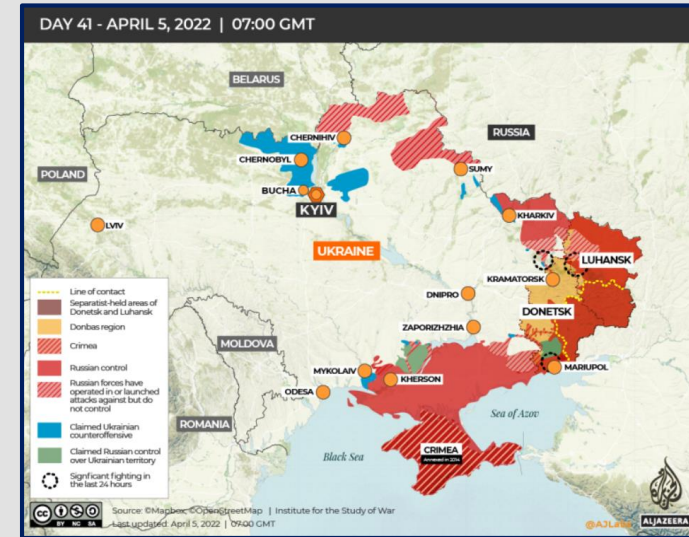 DAY 41 - APRIL 5, 2022 | 07:00 GMT
BELARUS
RUSSIA
POLAND
CHERNIHIV
CHERNOBYL
SUMY
BUCHA
KYIV
KHARKIV
LVIV
UKRAINE
LUHANSK
KRAMATORSK
DNIPRO
DONETSK
ZAPORIZHZHIA
MOLDOVA
MYKOLAIV
KHERSON
MARIUPOL
ODESA
ROMANIA
Sea of Azov
Black Sea
CRIMEA
Annexed in 2014
Line of contact
Separatist-held areas of
Donetsk and Luhansk
Donbas region
Crimea
Russian control
Russian forces have
operated in or launched
attacks against but do
not control
Claimed Ukrainian
counteroffensive
Claimed Russian control
over Ukrainian territory
Signficant fighting in
the last 24 hours
cc BY NC SA
Source: ©Mapbox, ©OpenStreetMap | Institute for the Study of War
Last updated: April 5, 2022 | 07:00 GMT
@AJLabs
ALJAZEERA